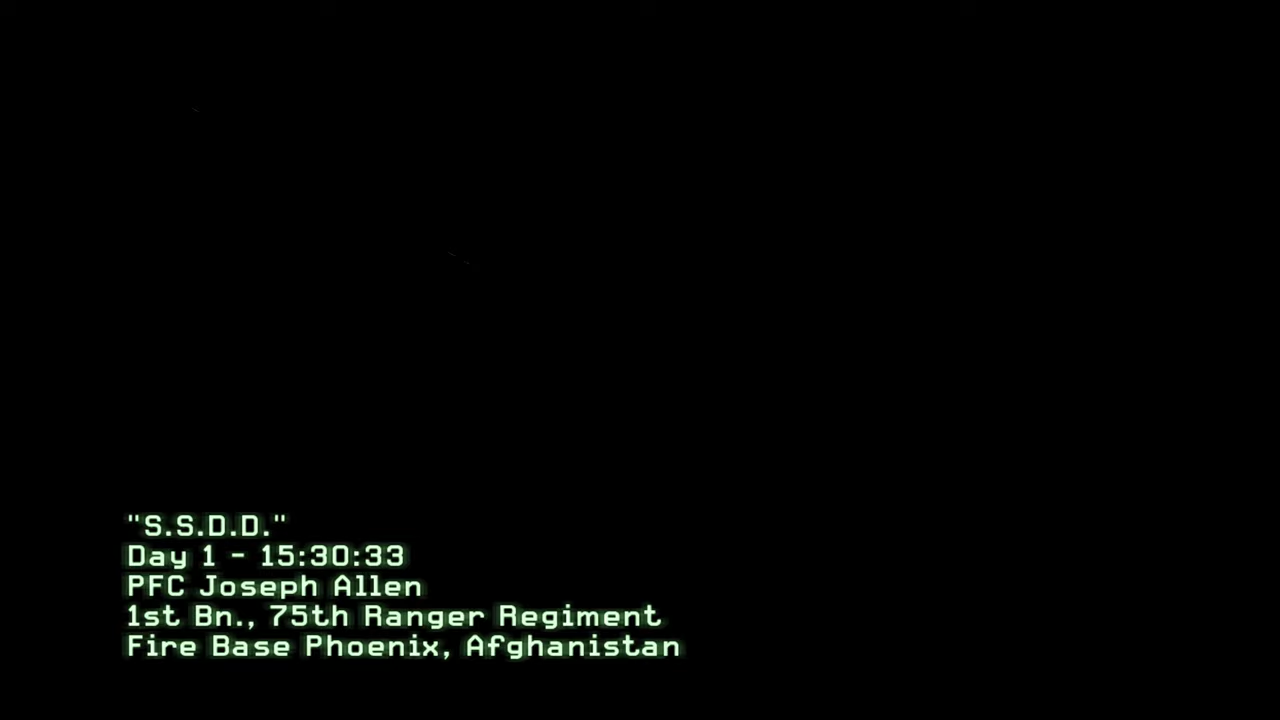 "S.S.D.D."
Day 1 - 15:30:33
PFC Joseph Allen
1st Bn., 75th Ranger Regiment
Fire Base Phoenix, Afghanistan